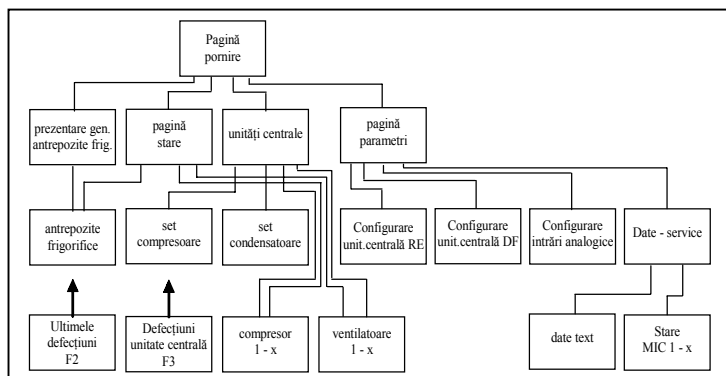 Pagină
pornire
prezentare gen.
antrepozite frig.
pagină
stare
unități centrale
pagină
parametri
antrepozite
frigorifice
set
compresoare
set
condensatoare
Configurare
unit.centrală RE
Configurare
unit.centrală DF
Configurare
intrări analogice
Date - service
Ultimele
defecțiuni
F2
Defecțiuni
unitate centrală
F3
compresor
1 - x
ventilatoare
1 - x
date text
Stare
MIC 1 - x